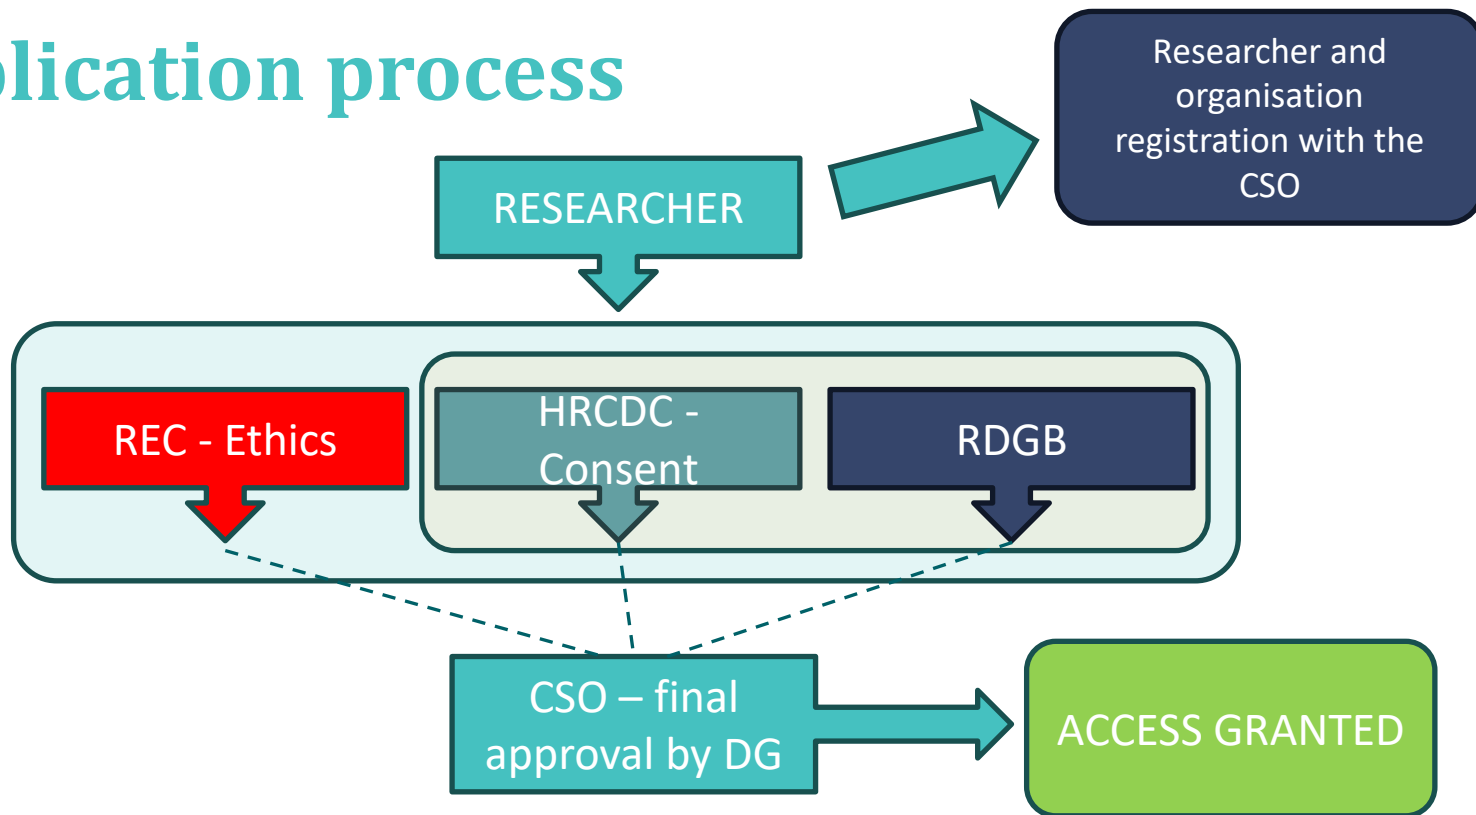 plication process
Researcher and
organisation
registration with the
CSO
RESEARCHER
REC - Ethics
HRCDC -
Consent
RDGB
CSO – final
approval by DG
ACCESS GRANTED